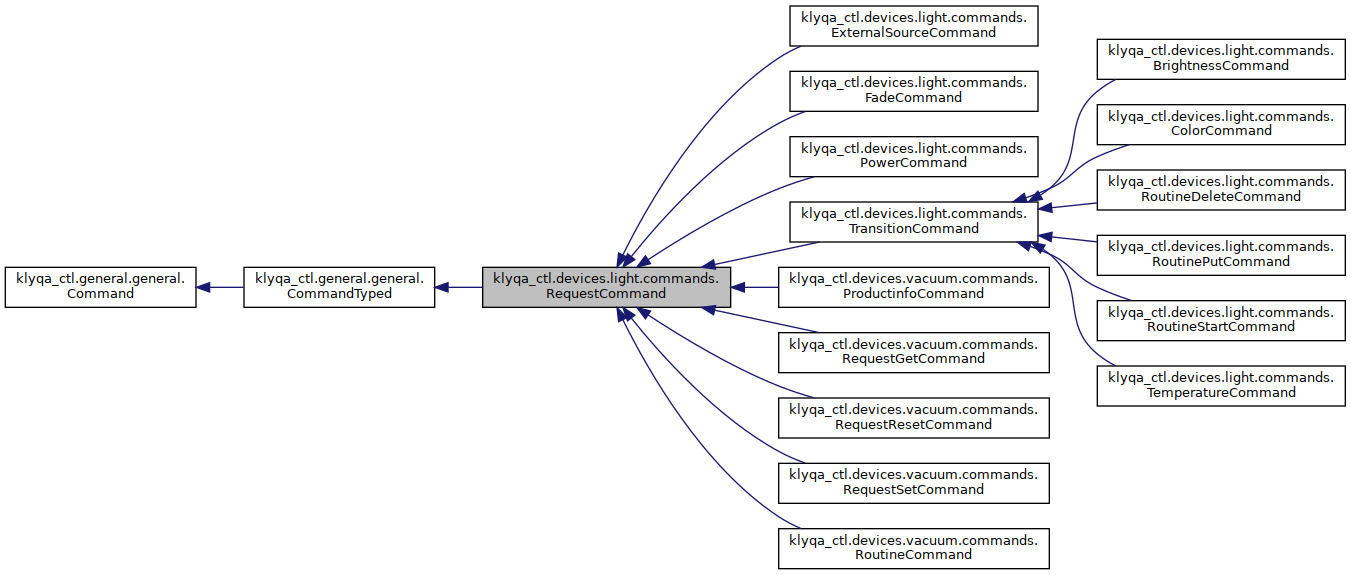 klyqa_ctl.general.general.
Command
klyqa_ctl.general.general.
CommandTyped
klyqa_ctl.devices.light.commands.
RequestCommand
klyqa_ctl.devices.light.commands.
ExternalSourceCommand
klyqa_ctl.devices.light.commands.
FadeCommand
klyqa_ctl.devices.light.commands.
PowerCommand
klyqa_ctl.devices.light.commands.
TransitionCommand
klyqa_ctl.devices.vacuum.commands.
ProductinfoCommand
klyqa_ctl.devices.vacuum.commands.
RequestGetCommand
klyqa_ctl.devices.vacuum.commands.
RequestResetCommand
klyqa_ctl.devices.vacuum.commands.
RequestSetCommand
klyqa_ctl.devices.vacuum.commands.
RoutineCommand
klyqa_ctl.devices.light.commands.
BrightnessCommand
klyqa_ctl.devices.light.commands.
ColorCommand
klyqa_ctl.devices.light.commands.
RoutineDeleteCommand
klyqa_ctl.devices.light.commands.
RoutinePutCommand
klyqa_ctl.devices.light.commands.
RoutineStartCommand
klyqa_ctl.devices.light.commands.
TemperatureCommand